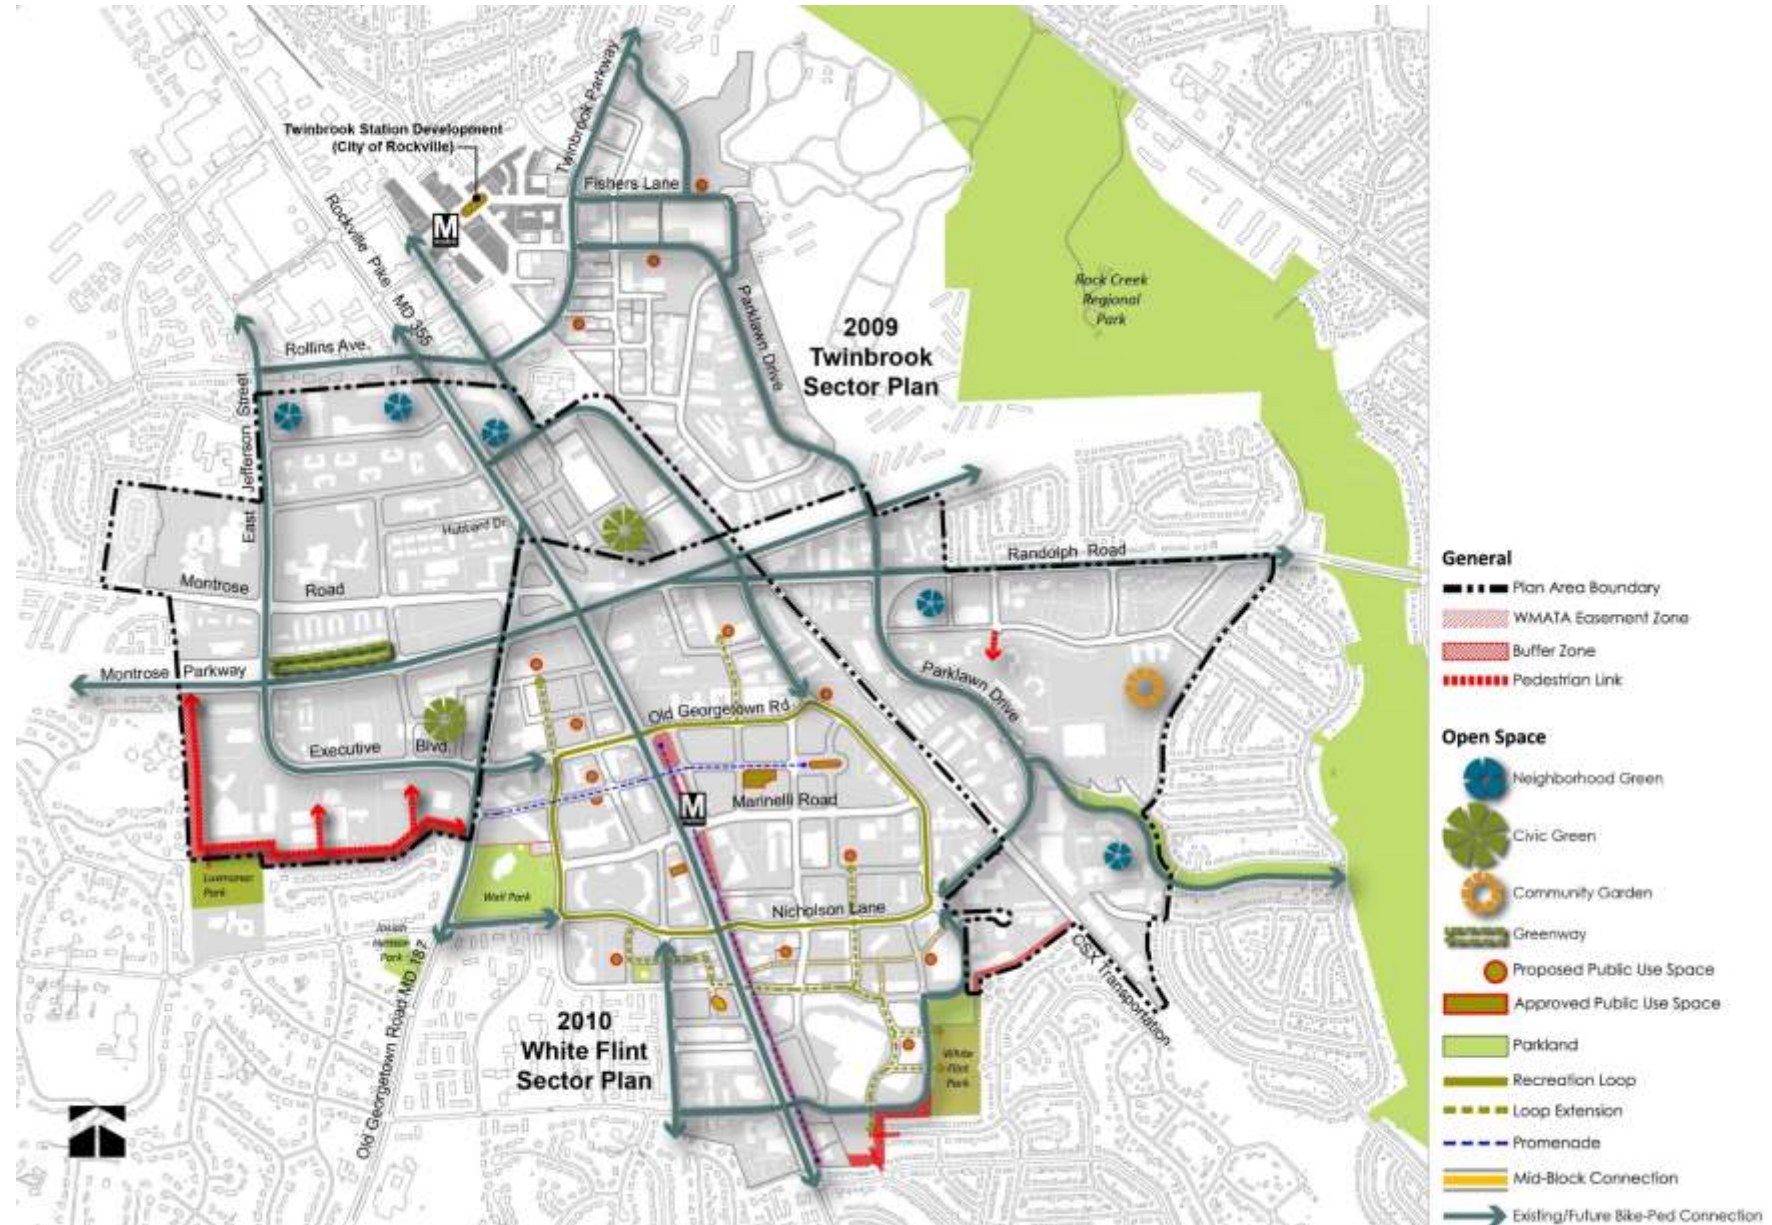 Twinbrook Parkway
Twinbrook Station Development
(City of Rockville)
Fishers Lane
M
Rockville Pike MD 355
Rock Creek
Regional
Park
Parklawn Drive
2009
Twinbrook
Sector Plan
Rollins Ave.
East Jefferson Street
Hubbard Dr.
Randolph Road
Montrose Road
Montrose Parkway
Parklawn Drive
Old Georgetown Rd.
Executive Blvd.
M
Marinelli Road
Luxmanor
Park
Wall Park
Nicholson Lane
Josiah
Henson
Park
Old Georgetown Road MD 187
CSX Transportation
2010
White Flint
Sector Plan
White
Flint
Park
General
Plan Area Boundary
WMATA Easement Zone
Buffer Zone
Pedestrian Link
Open Space
Neighborhood Green
Civic Green
Community Garden
Greenway
Proposed Public Use Space
Approved Public Use Space
Parkland
Recreation Loop
Loop Extension
Promenade
Mid-Block Connection
Existing/Future Bike-Ped Connection